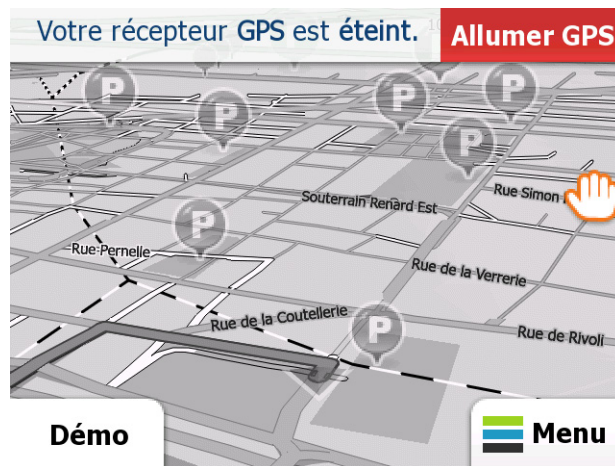 Votre récepteur GPS est éteint.
Allumer GPS
P
P
P
P
P
Souterrain Renard Est
Rue Simon
P
Rue Pernelle
Rue de la Verrerie
Rue de la Coutellerie
P
Rue de Rivoli
Démo
Menu